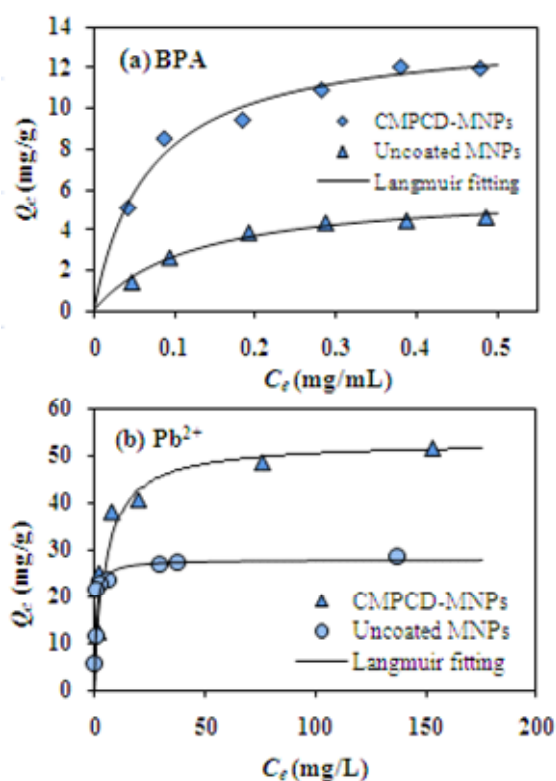 14
12
10
8
6
4
2
0
Qe (mg/g)
(a) BPA
CMPCD-MNPs
Uncoated MNPs
Langmuir fitting
0 0.1 0.2 0.3 0.4 0.5
Ce (mg/mL)
60
50
40
30
20
10
0
Qe (mg/g)
(b) Pb²⁺
CMPCD-MNPs
Uncoated MNPs
Langmuir fitting
0 50 100 150 200
Ce (mg/L)